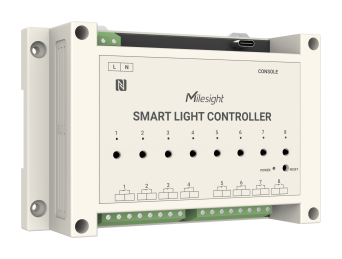 L N
CONSOLE
N
Milesight
SMART LIGHT CONTROLLER
1 2 3 4 5 6 7 8
POWER RESET
1 2 3 4 5 6 7 8